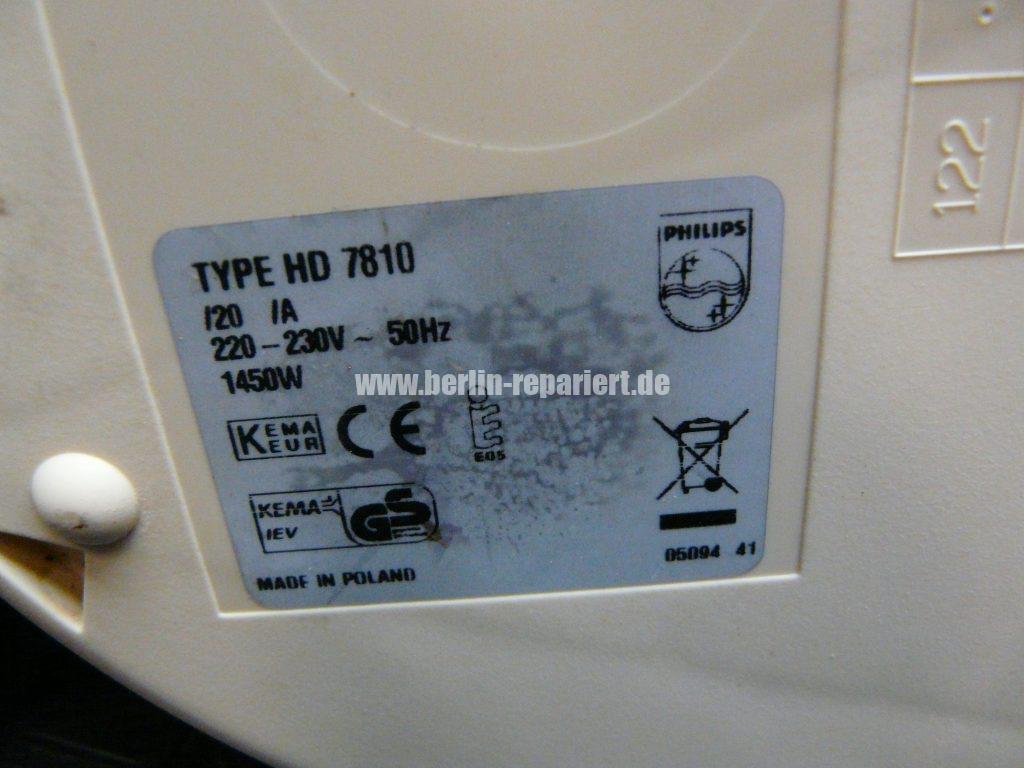 TYPE HD 7810
/20 /A
220-230V ~ 50Hz
1450W
PHILIPS
www.berlin-repariert.de
KEMA
KEUR
CE
E05
KEMA
IEV
GS
MADE IN POLAND
05094 41
122